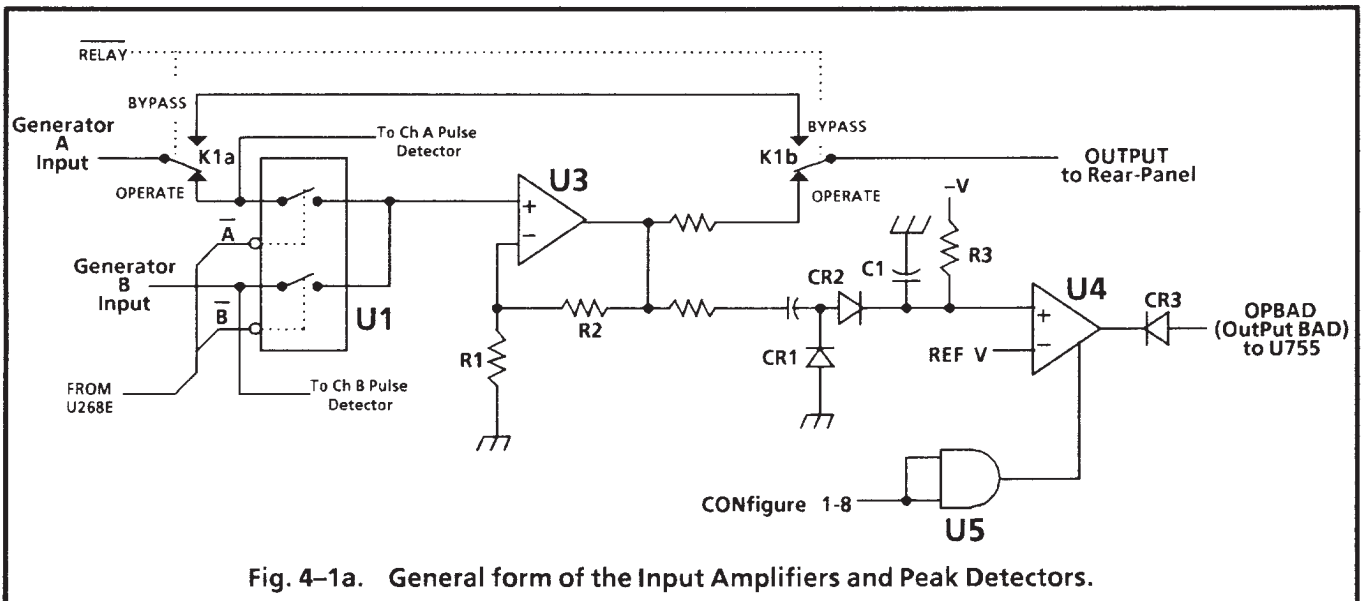 RELAY
BYPASS
Generator
A
Input
K1a
OPERATE
To Ch A Pulse
Detector
A
Generator
B
Input
B
U1
FROM
U268E
To Ch B Pulse
Detector
U3
+
−
R1
R2
BYPASS
K1b
OPERATE
OUTPUT
to Rear-Panel
−V
R3
C1
CR2
CR1
REF V
+
−
U4
CR3
OPBAD
(OutPut BAD)
to U755
CONfigure 1-8
U5
Fig. 4–1a. General form of the Input Amplifiers and Peak Detectors.